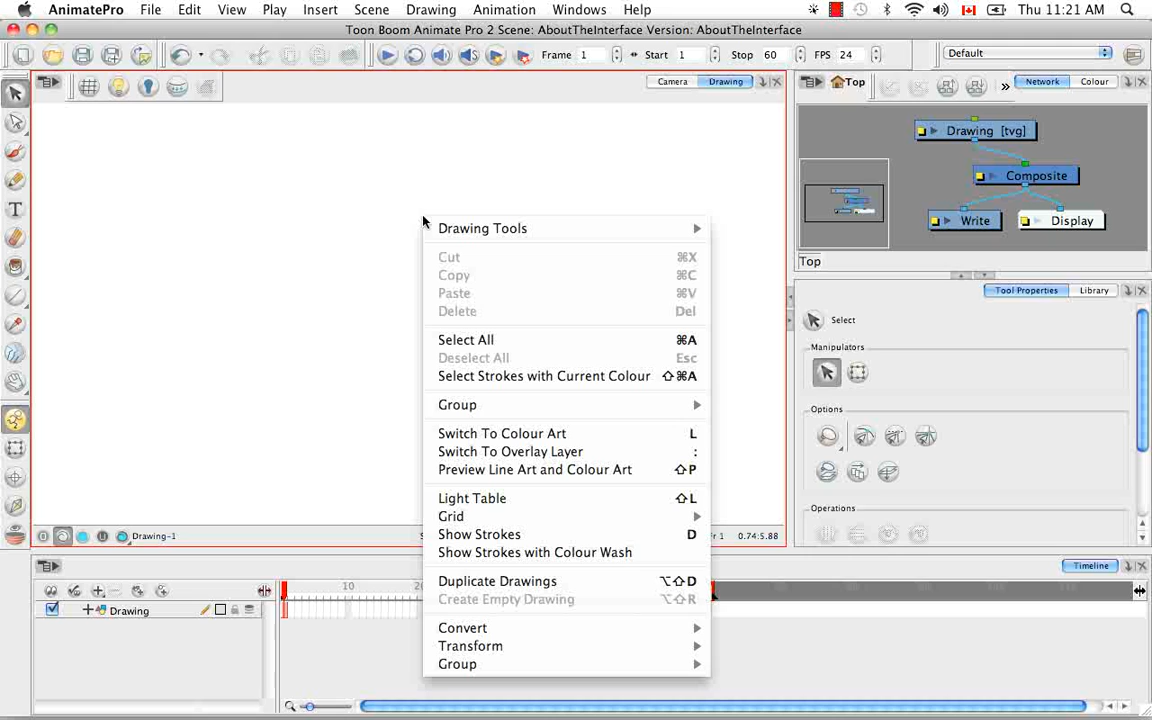 AnimatePro File Edit View Play Insert Scene Drawing Animation Windows Help Thu 11:21 AM
Toon Boom Animate Pro 2 Scene: AboutTheInterface Version: AboutTheInterface
Frame 1 Start 1 Stop 60 FPS 24 Default
Camera Drawing
Top » Network Colour
Drawing [tvg]
Composite
Write Display
Top
Tool Properties Library
Select
Manipulators
Options
Operations
Drawing Tools
Cut ⌘X
Copy ⌘C
Paste ⌘V
Delete Del
Select All ⌘A
Deselect All Esc
Select Strokes with Current Colour ⇧⌘A
Group
Switch To Colour Art L
Switch To Overlay Layer :
Preview Line Art and Colour Art ⇧P
Light Table ⇧L
Grid
Show Strokes D
Show Strokes with Colour Wash
Duplicate Drawings ⌥⇧D
Create Empty Drawing ⌥⇧R
Convert
Transform
Group
Drawing-1 r 1 0.74:5.88
Timeline
10
Drawing